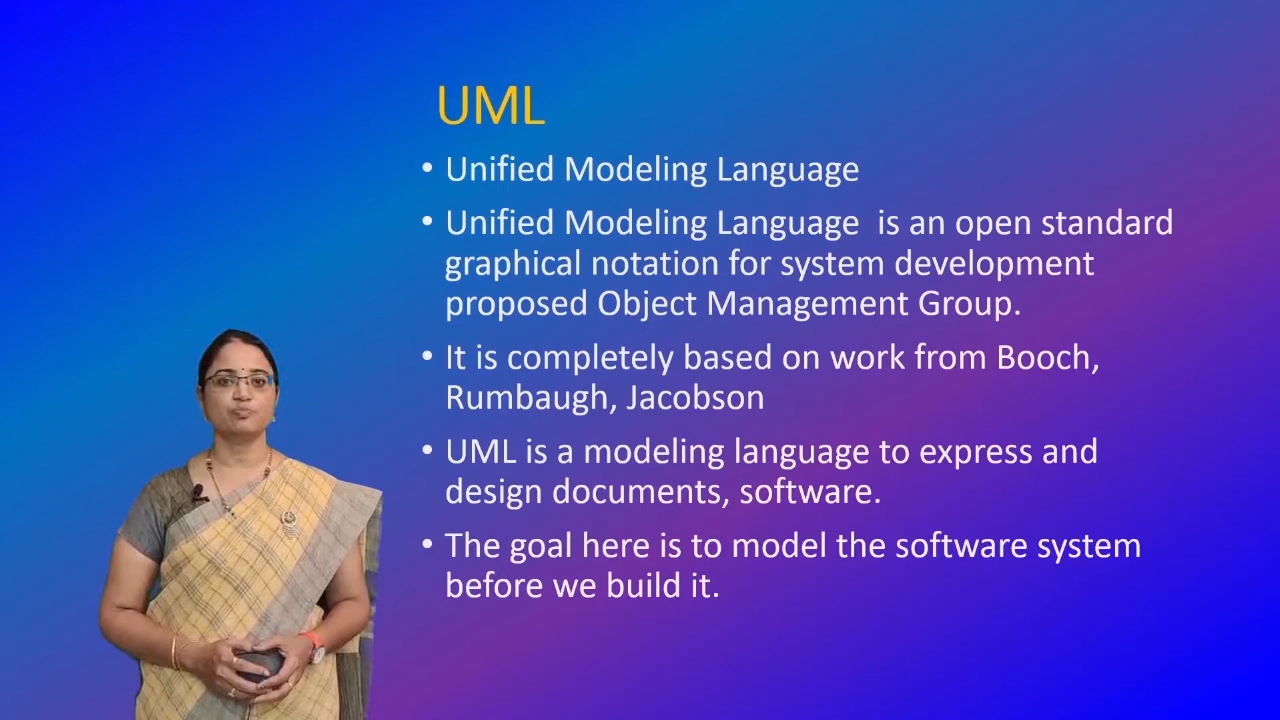 UML
• Unified Modeling Language
• Unified Modeling Language  is an open standard
graphical notation for system development
proposed Object Management Group.
• It is completely based on work from Booch,
Rumbaugh, Jacobson
• UML is a modeling language to express and
design documents, software.
• The goal here is to model the software system
before we build it.